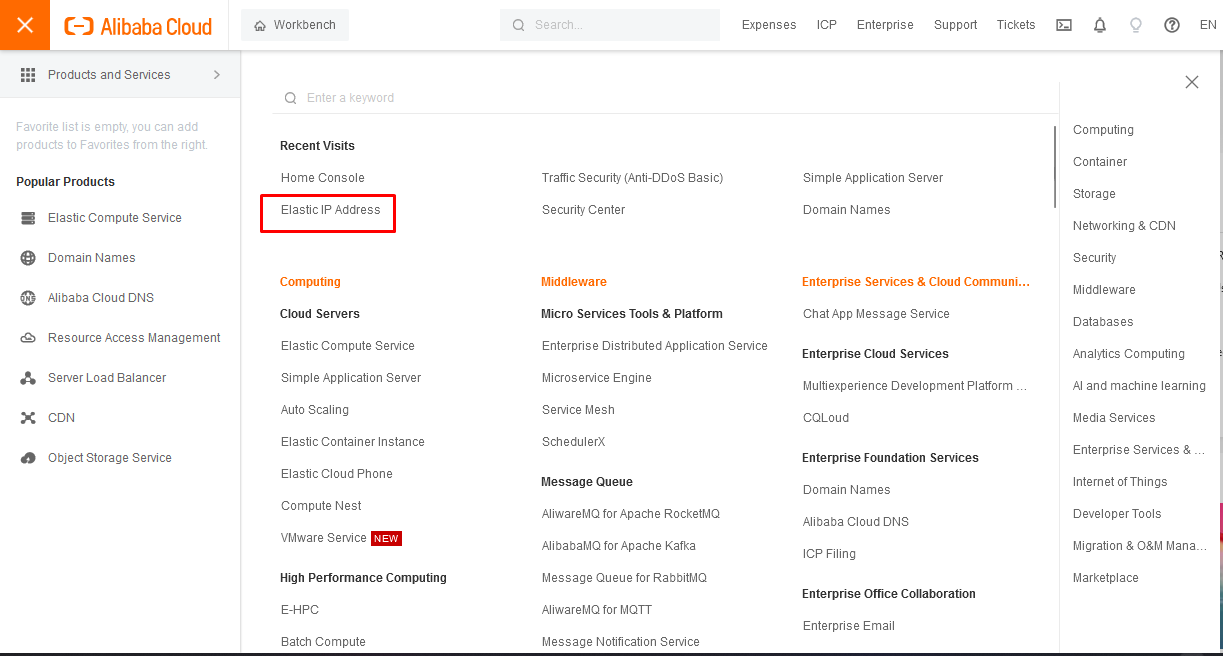 Alibaba Cloud
Workbench
Search...
Expenses
ICP
Enterprise
Support
Tickets
EN
Products and Services
Favorite list is empty, you can add
products to Favorites from the right.
Popular Products
Elastic Compute Service
Domain Names
DNS
Alibaba Cloud DNS
Resource Access Management
Server Load Balancer
CDN
Object Storage Service
Enter a keyword
Recent Visits
Home Console
Traffic Security (Anti-DDoS Basic)
Simple Application Server
Elastic IP Address
Security Center
Domain Names
Computing
Cloud Servers
Elastic Compute Service
Simple Application Server
Auto Scaling
Elastic Container Instance
Elastic Cloud Phone
Compute Nest
VMware Service NEW
High Performance Computing
E-HPC
Batch Compute
Middleware
Micro Services Tools & Platform
Enterprise Distributed Application Service
Microservice Engine
Service Mesh
SchedulerX
Message Queue
AliwareMQ for Apache RocketMQ
AlibabaMQ for Apache Kafka
Message Queue for RabbitMQ
AliwareMQ for MQTT
Message Notification Service
Enterprise Services & Cloud Communi...
Chat App Message Service
Enterprise Cloud Services
Multiexperience Development Platform ...
CQLoud
Enterprise Foundation Services
Domain Names
Alibaba Cloud DNS
ICP Filing
Enterprise Office Collaboration
Enterprise Email
Computing
Container
Storage
Networking & CDN
Security
Middleware
Databases
Analytics Computing
AI and machine learning
Media Services
Enterprise Services & ...
Internet of Things
Developer Tools
Migration & O&M Mana...
Marketplace